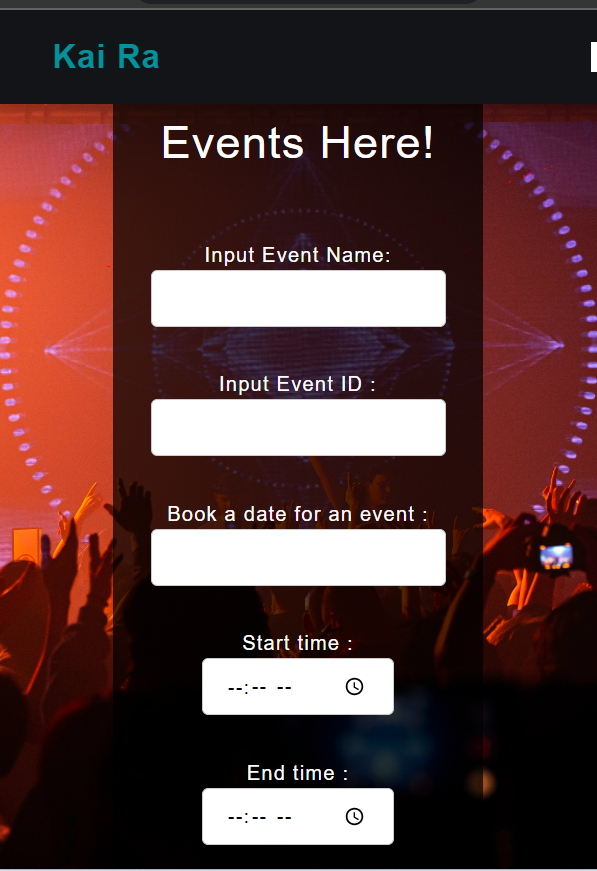 Kai Ra
Events Here!
Input Event Name:
Input Event ID :
Book a date for an event :
Start time :
--:-- --
End time :
--:-- --